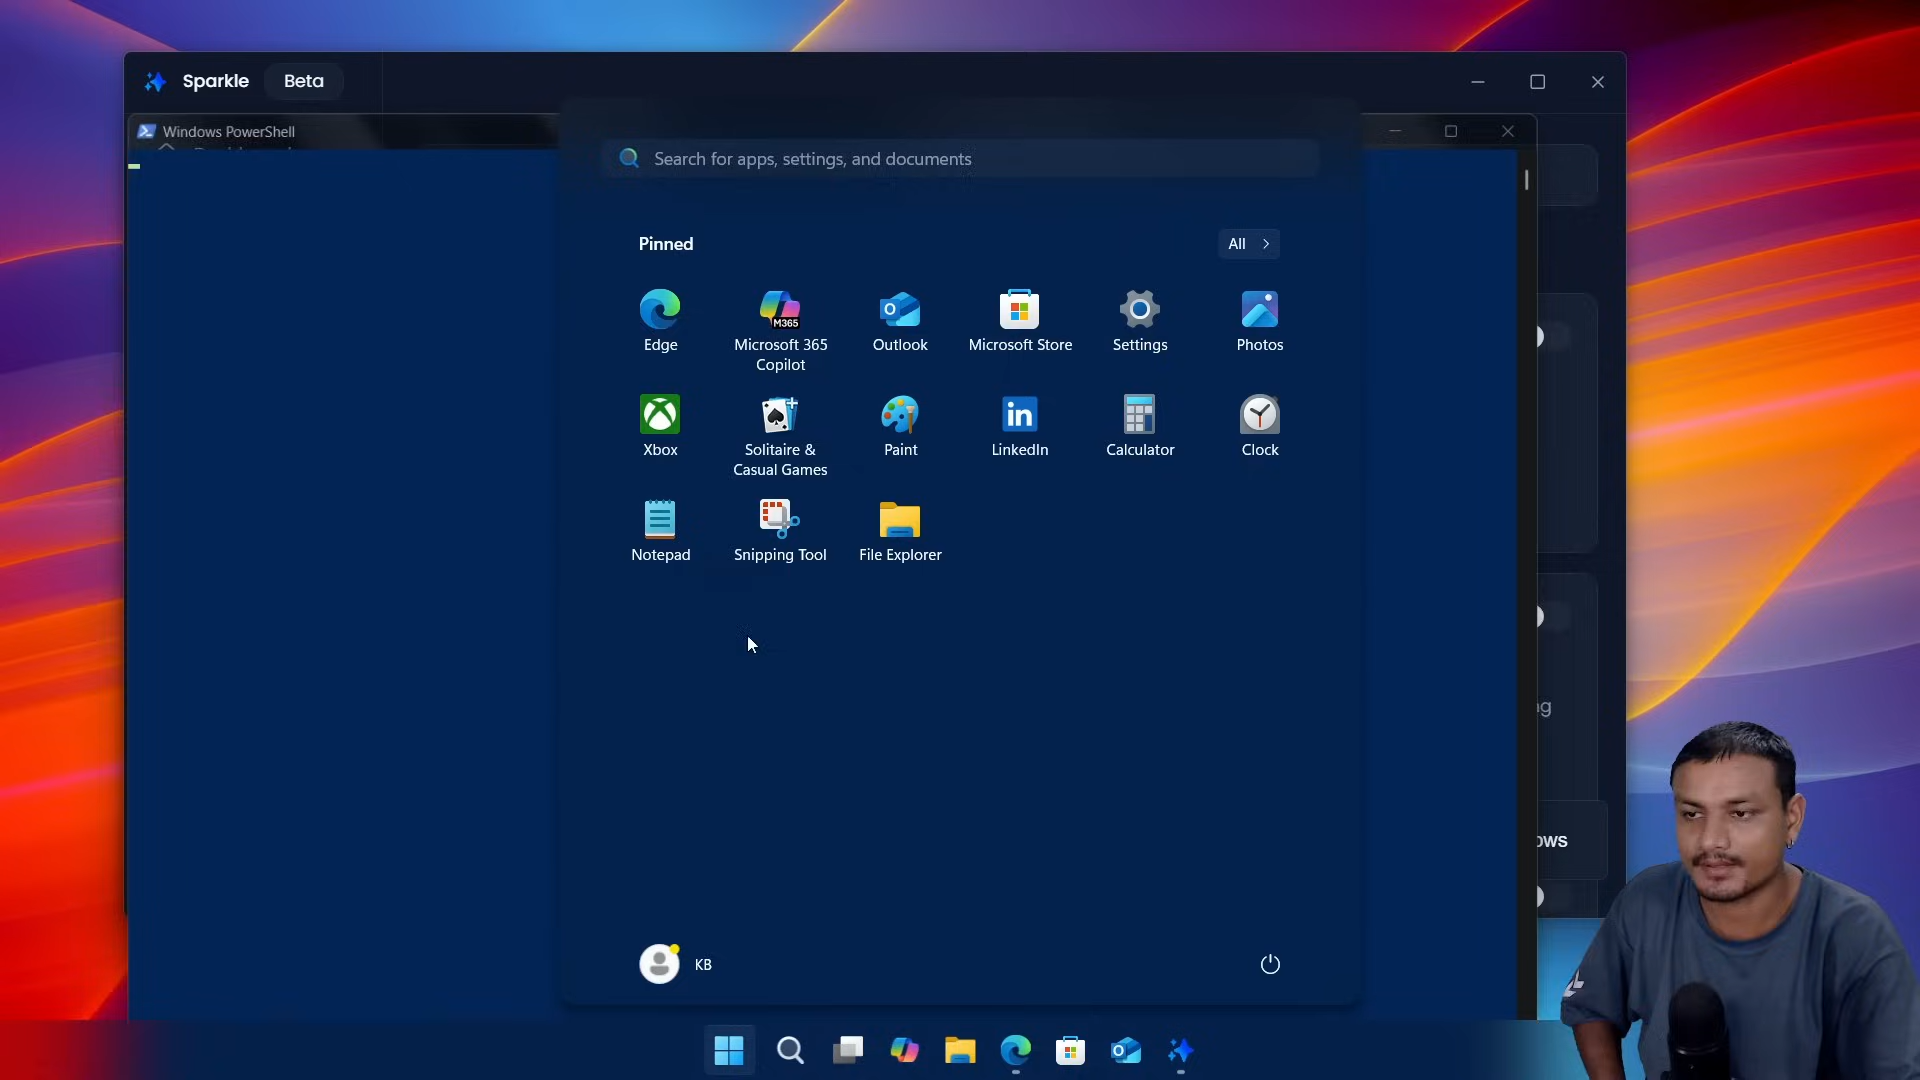 Sparkle Beta
Windows PowerShell
Search for apps, settings, and documents
Pinned
All
Edge
Microsoft 365
Copilot
M365
Outlook
Microsoft Store
Settings
Photos
Xbox
Solitaire &
Casual Games
Paint
LinkedIn
Calculator
Clock
Notepad
Snipping Tool
File Explorer
KB